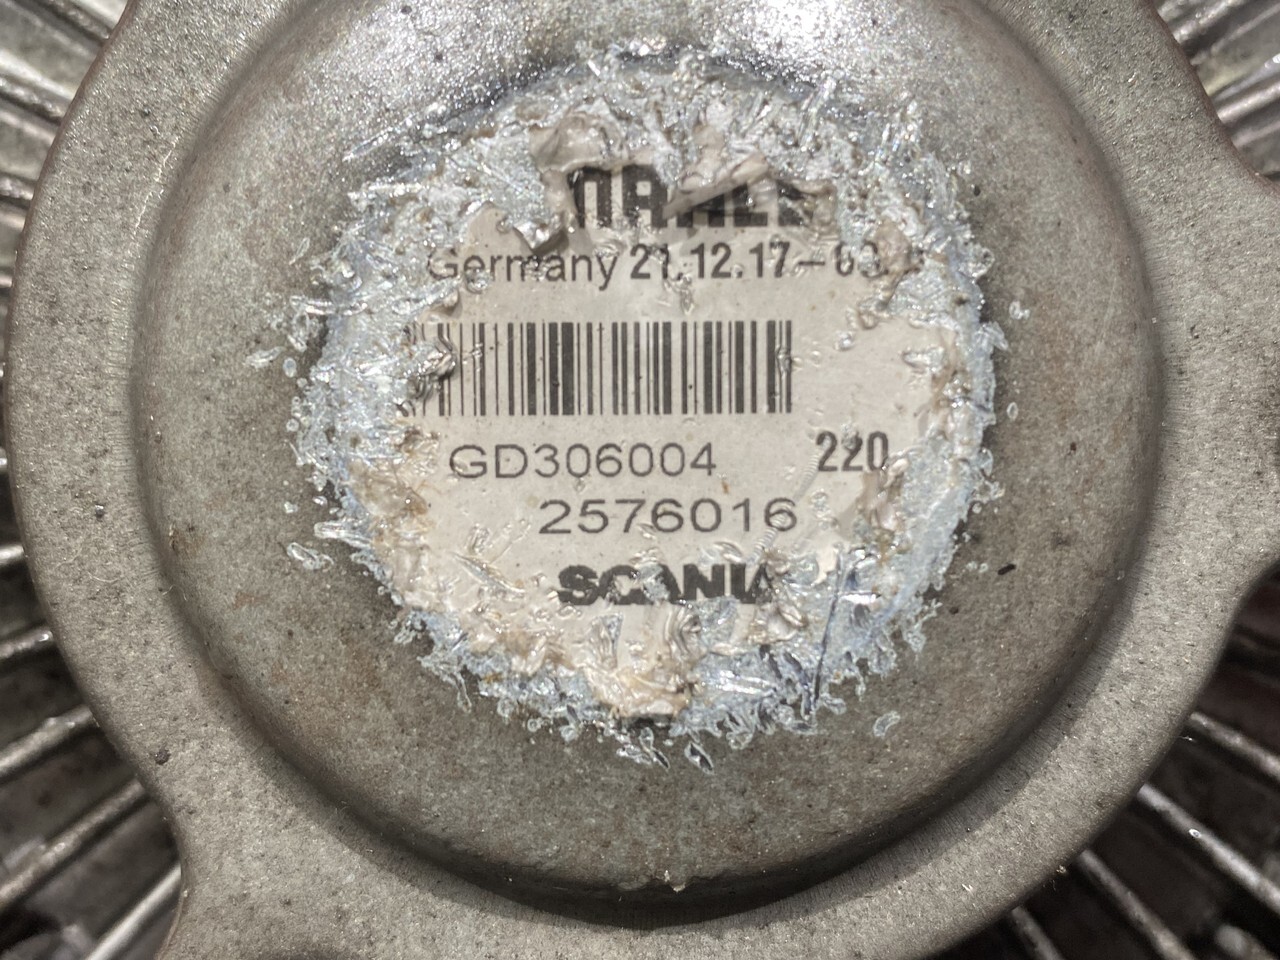 MAHLE
Germany 21.12.17-
GD306004 220
2576016
SCANIA